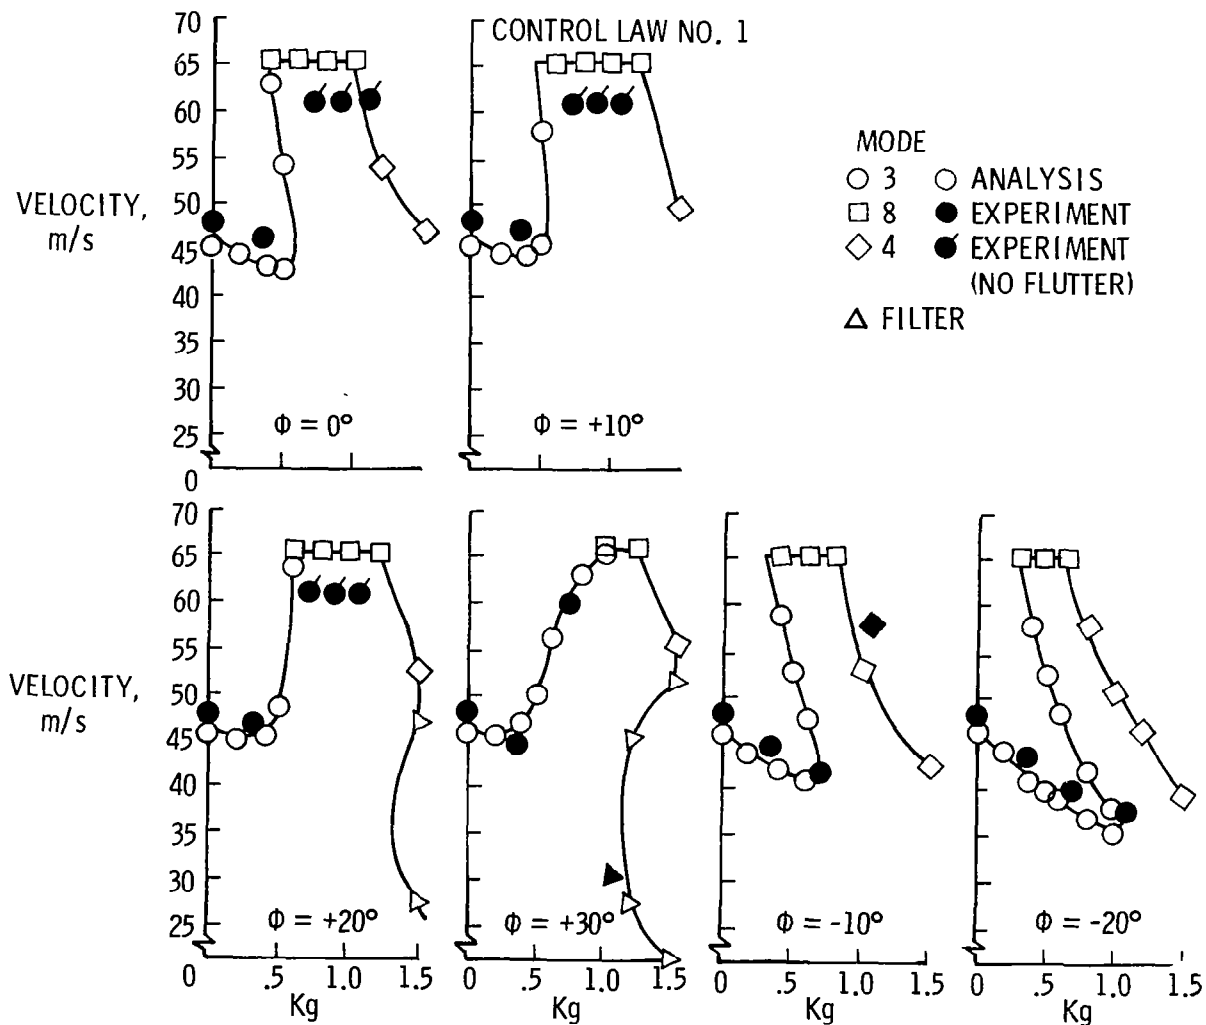 CONTROL LAW NO. 1
70
65
60
55
50
45
40
35
30
25
0
VELOCITY,
m/s
Φ = 0°
Φ = +10°
MODE
3
8
4
FILTER
ANALYSIS
EXPERIMENT
EXPERIMENT
(NO FLUTTER)
70
65
60
55
50
45
40
35
30
25
VELOCITY,
m/s
Φ = +20°
Φ = +30°
Φ = -10°
Φ = -20°
0 .5 1.0 1.5
Kg
0 .5 1.0 1.5
Kg
0 .5 1.0 1.5
Kg
0 .5 1.0 1.5
Kg